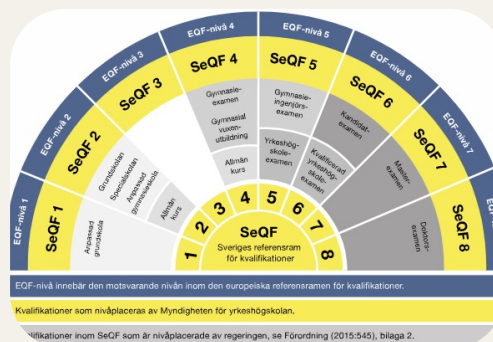 EQF-nivå 1
EQF-nivå 2
EQF-nivå 3
EQF-nivå 4
EQF-nivå 5
EQF-nivå 6
EQF-nivå 7
SeQF 1
SeQF 2
SeQF 3
SeQF 4
SeQF 5
SeQF 6
SeQF 7
SeQF 8
Anpassad
grundskola
Grundskolan
Specialskolan
Anpassad
gymnasieskola
Allmän
kurs
Gymnasie-
examen
Gymnasial
vuxen-
utbildning
Allmän
kurs
Gymnasie-
ingenjörs-
examen
Yrkeshög-
skole-
examen
Kandidat-
examen
Kvalificerad
yrkeshög-
skole-
examen
Master-
examen
Doktors-
examen
1
2
3
4
5
6
7
8
SeQF
Sveriges referensram
för kvalifikationer
EQF-nivå innebär den motsvarande nivån inom den europeiska referensramen för kvalifikationer.
Kvalifikationer, som nivåplaceras av Myndigheten för yrkeshögskolan.
lifikationer inom SeQF som är nivåplacerade av regeringen, se Förordning (2015:545), bilaga 2.